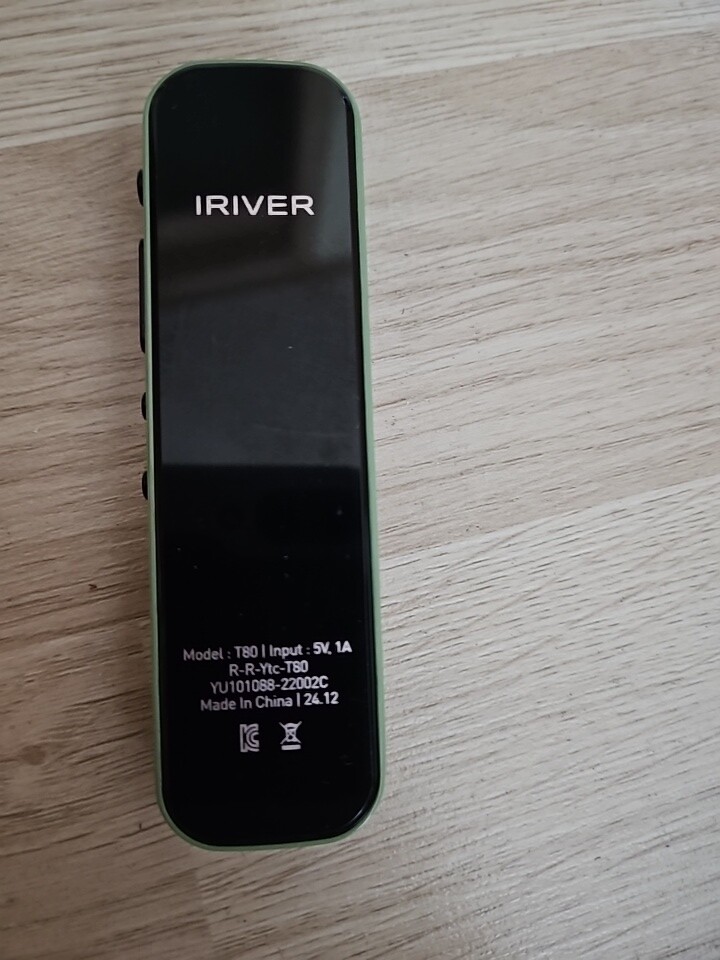 IRIVER
Model : T80 | Input : 5V, 1A
R-R-Ytc-T80
YU101088-22002C
Made In China | 24.12